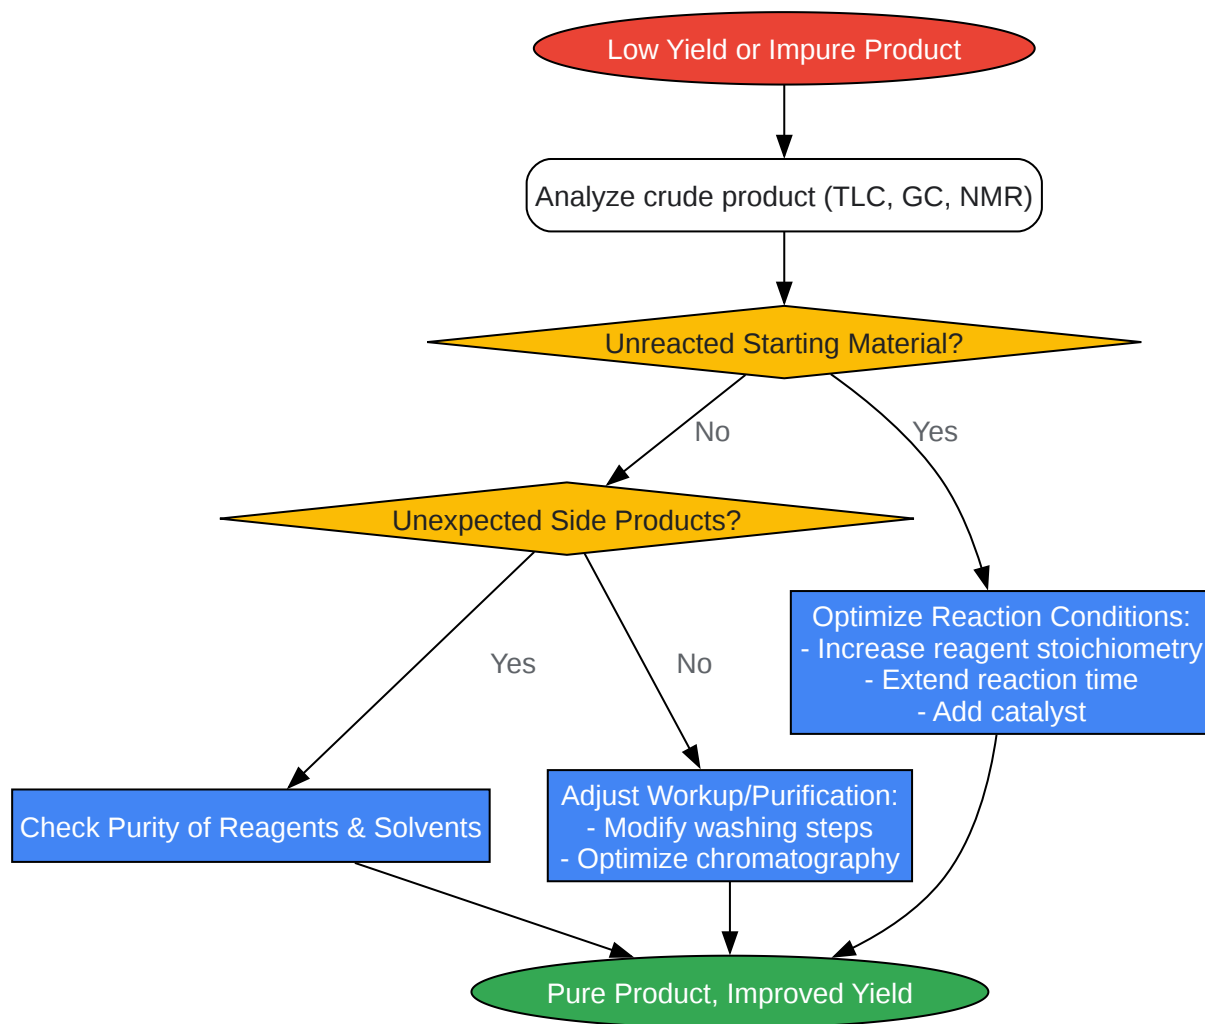 Low Yield or Impure Product
Analyze crude product (TLC, GC, NMR)
Unreacted Starting Material?
No
Yes
Unexpected Side Products?
Optimize Reaction Conditions:
- Increase reagent stoichiometry
- Extend reaction time
- Add catalyst
Yes
No
Adjust Workup/Purification:
- Modify washing steps
- Optimize chromatography
Check Purity of Reagents & Solvents
Pure Product, Improved Yield